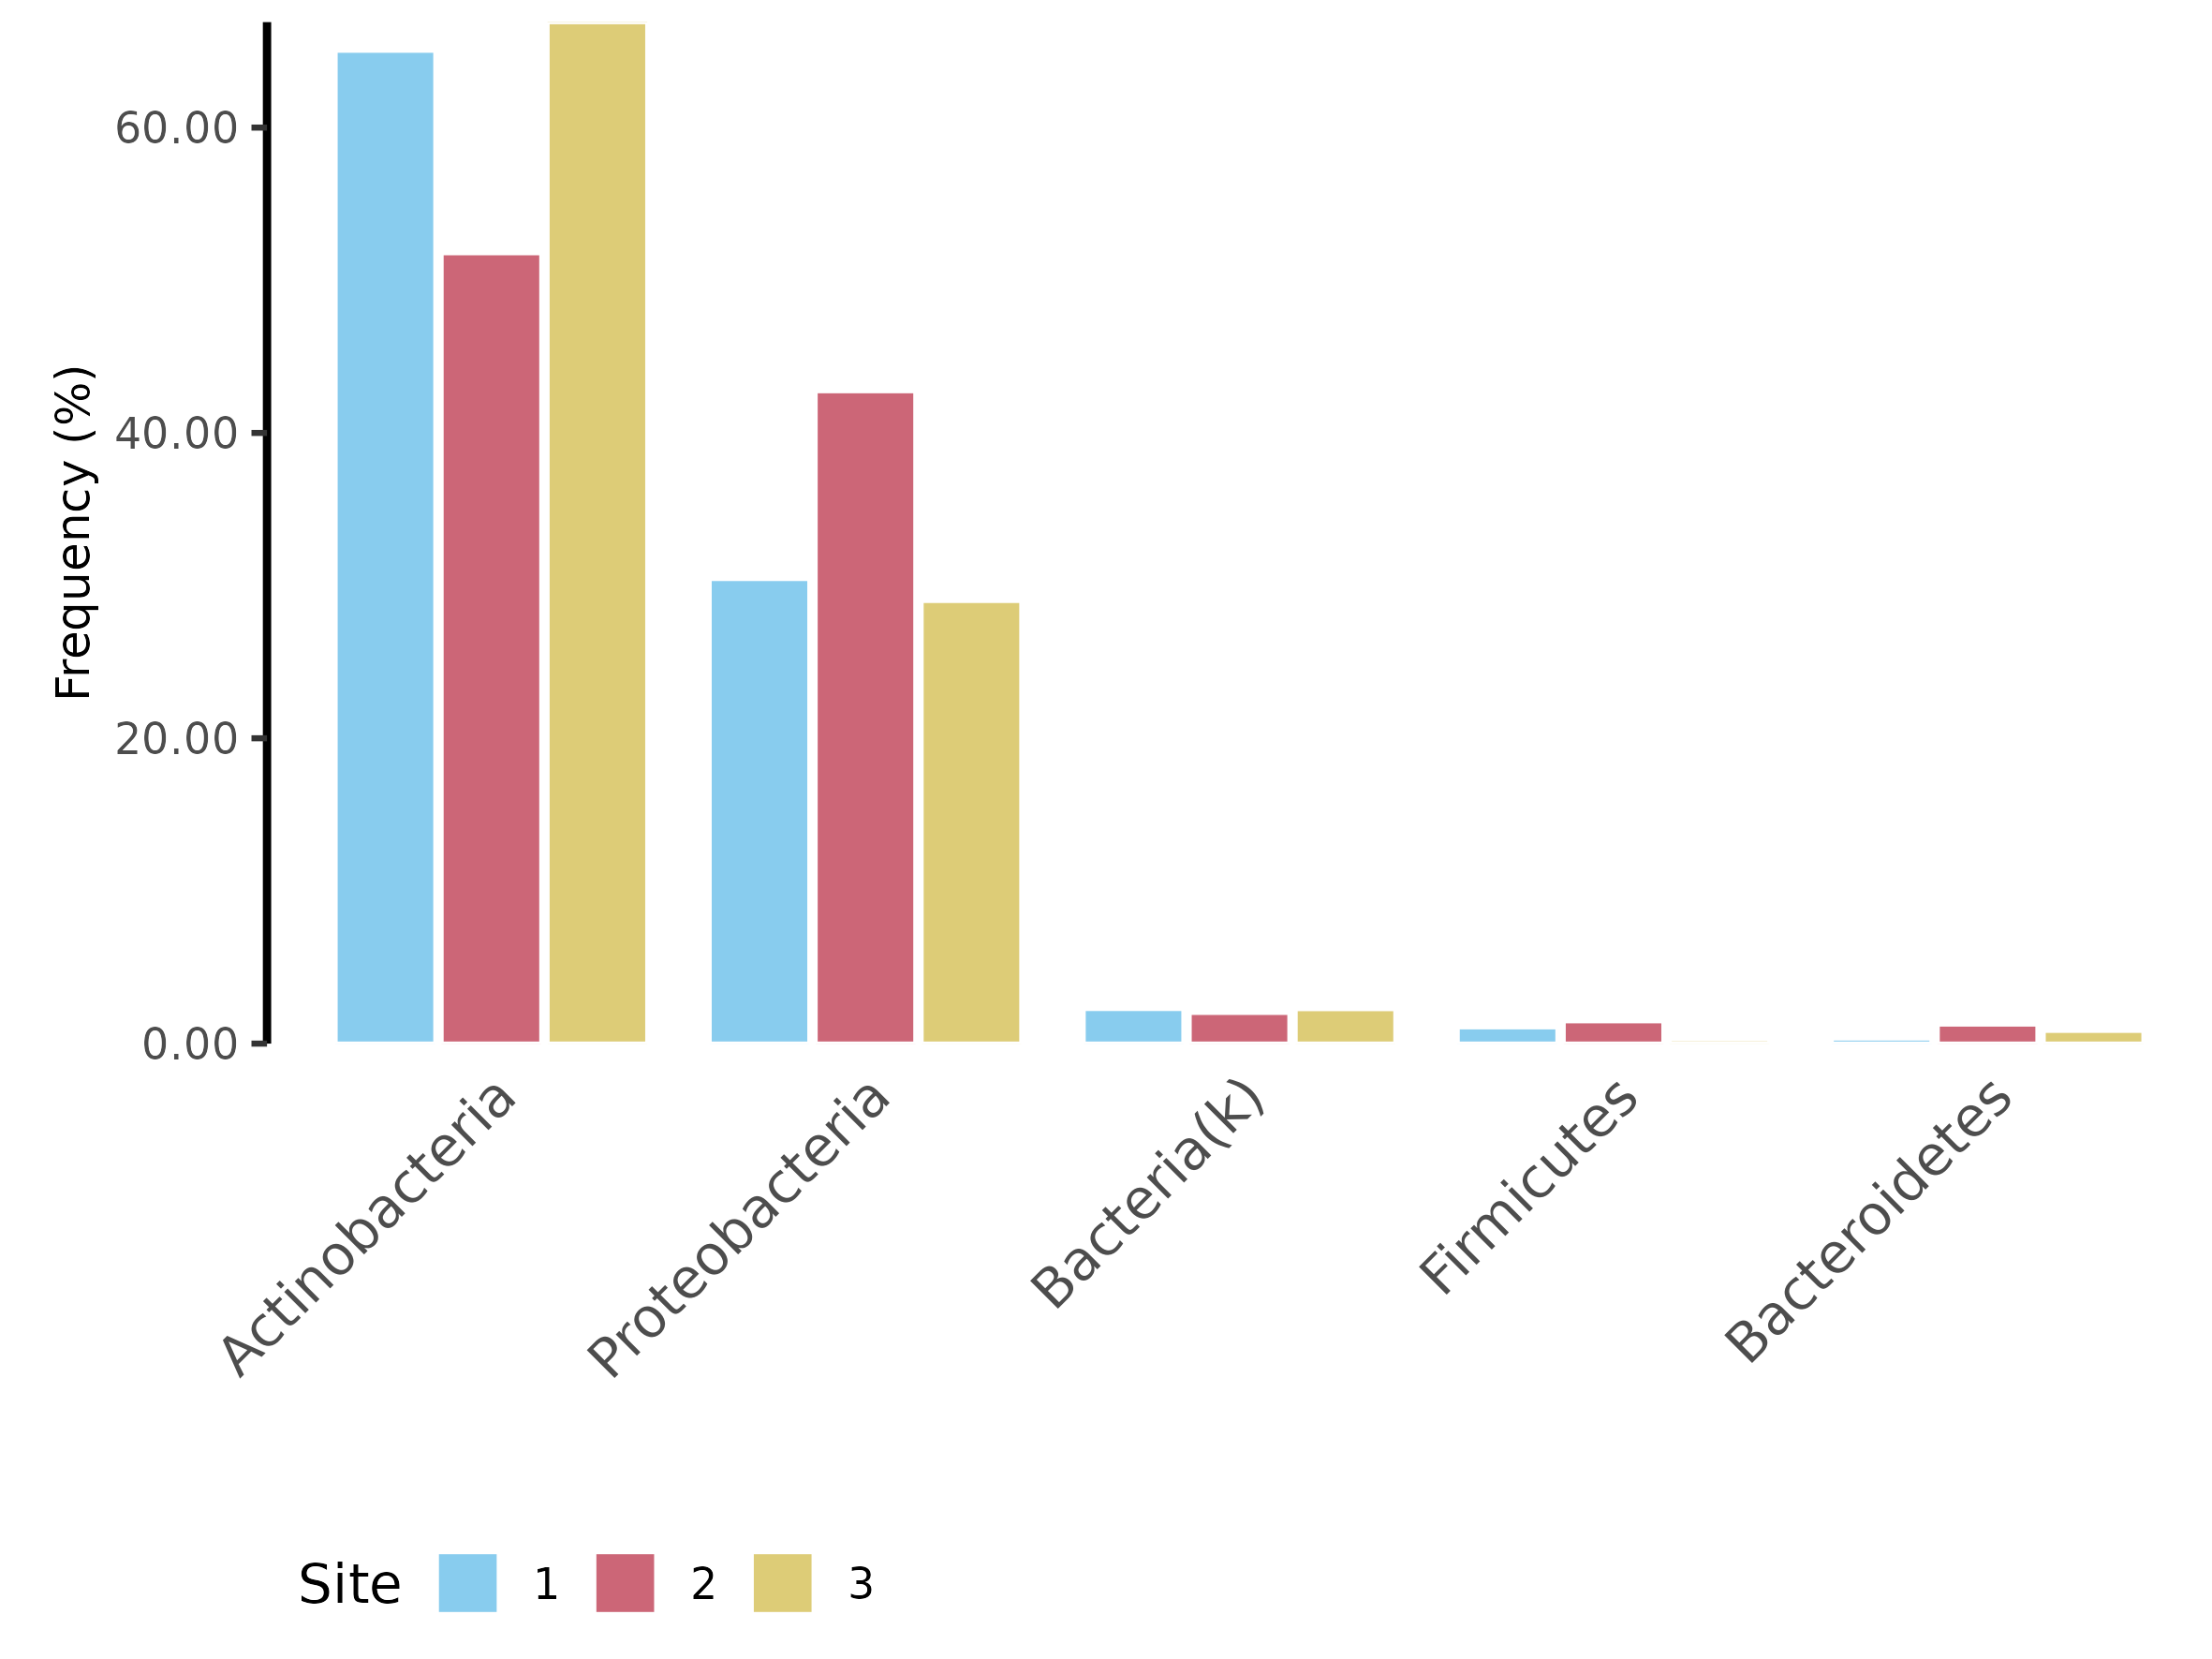 Frequency (%)
60.00
40.00
20.00
0.00
Actinobacteria
Proteobacteria
Bacteria(k)
Firmicutes
Bacteroidetes
Site 1 2 3